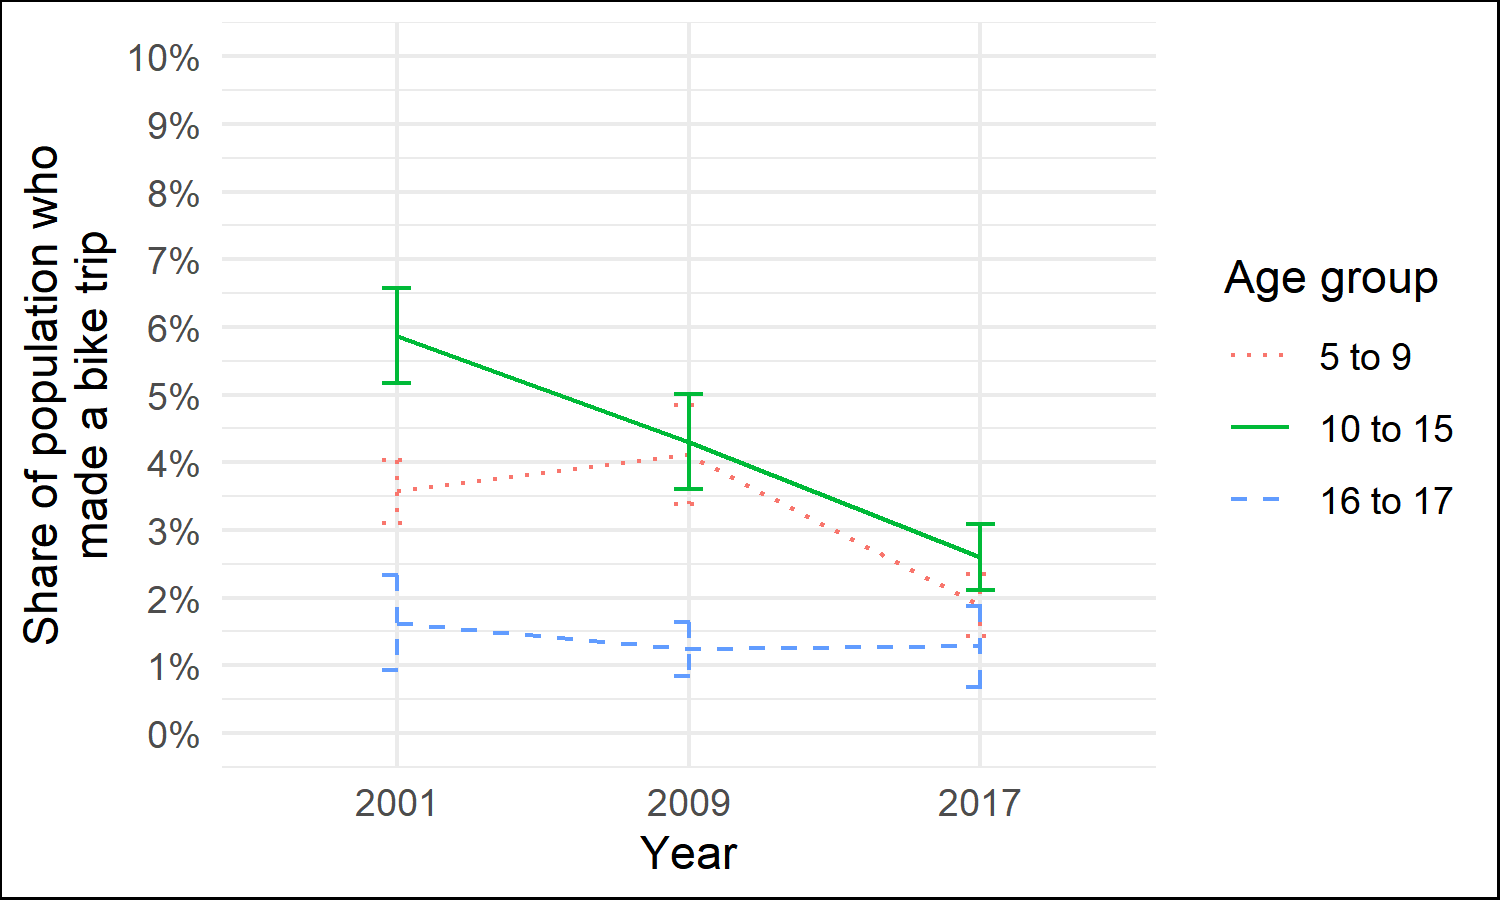 Share of population who
made a bike trip
10%
9%
8%
7%
6%
5%
4%
3%
2%
1%
0%
2001
2009
2017
Year
Age group
5 to 9
10 to 15
16 to 17